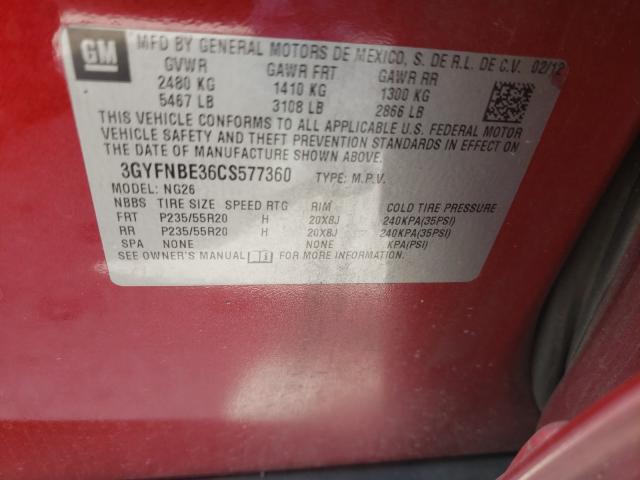 GM
MFD BY GENERAL MOTORS DE MEXICO, S. DE R.L. DE C.V. 02/12
GVWR GAWR FRT GAWR RR
2480 KG 1410 KG 1300 KG
5467 LB 3108 LB 2866 LB
THIS VEHICLE CONFORMS TO ALL APPLICABLE U.S. FEDERAL MOTOR
VEHICLE SAFETY AND THEFT PREVENTION STANDARDS IN EFFECT ON
THE DATE OF MANUFACTURE SHOWN ABOVE.
3GYFNBE36CS577360 TYPE: M.P.V.
MODEL: NG26
NBBS TIRE SIZE SPEED RTG RIM COLD TIRE PRESSURE
FRT P235/55R20 H 20X8J 240KPA(35PSI)
RR P235/55R20 H 20X8J 240KPA(35PSI)
SPA NONE NONE KPA(PSI)
SEE OWNER'S MANUAL FOR MORE INFORMATION.